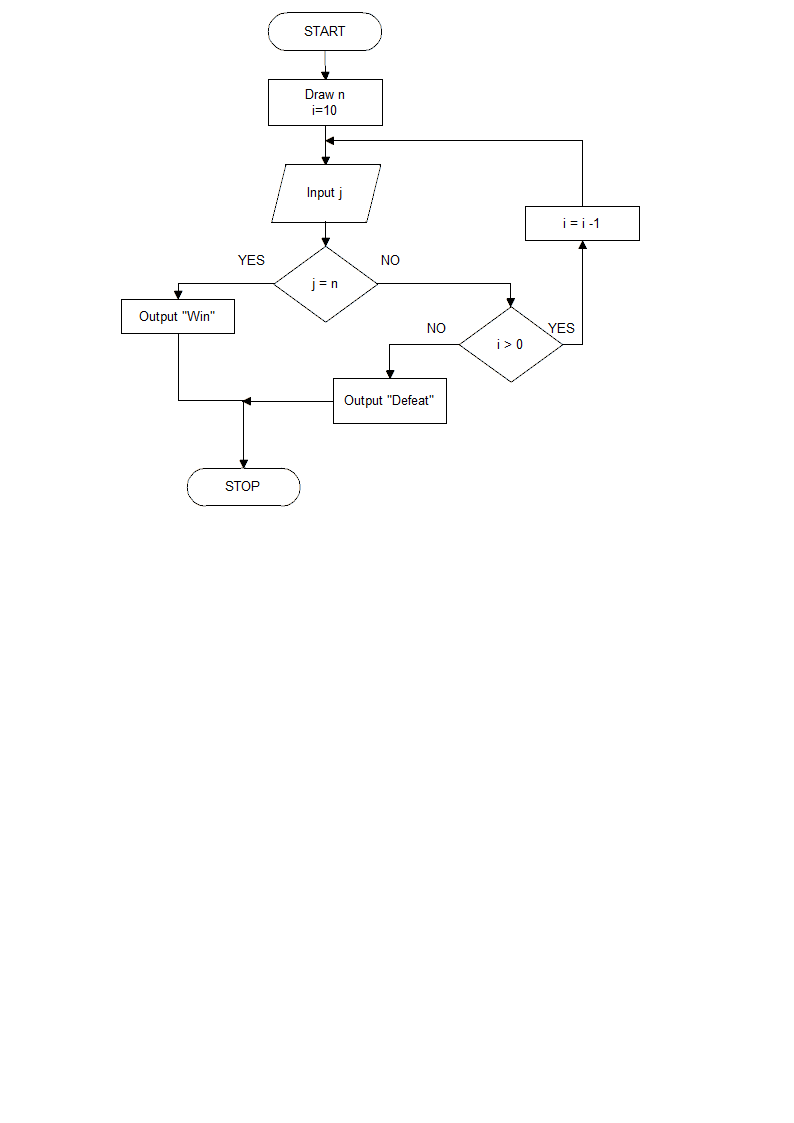 START
Draw n
i=10
Input j
i = i -1
YES
NO
j = n
Output "Win"
NO
YES
i > 0
Output "Defeat"
STOP